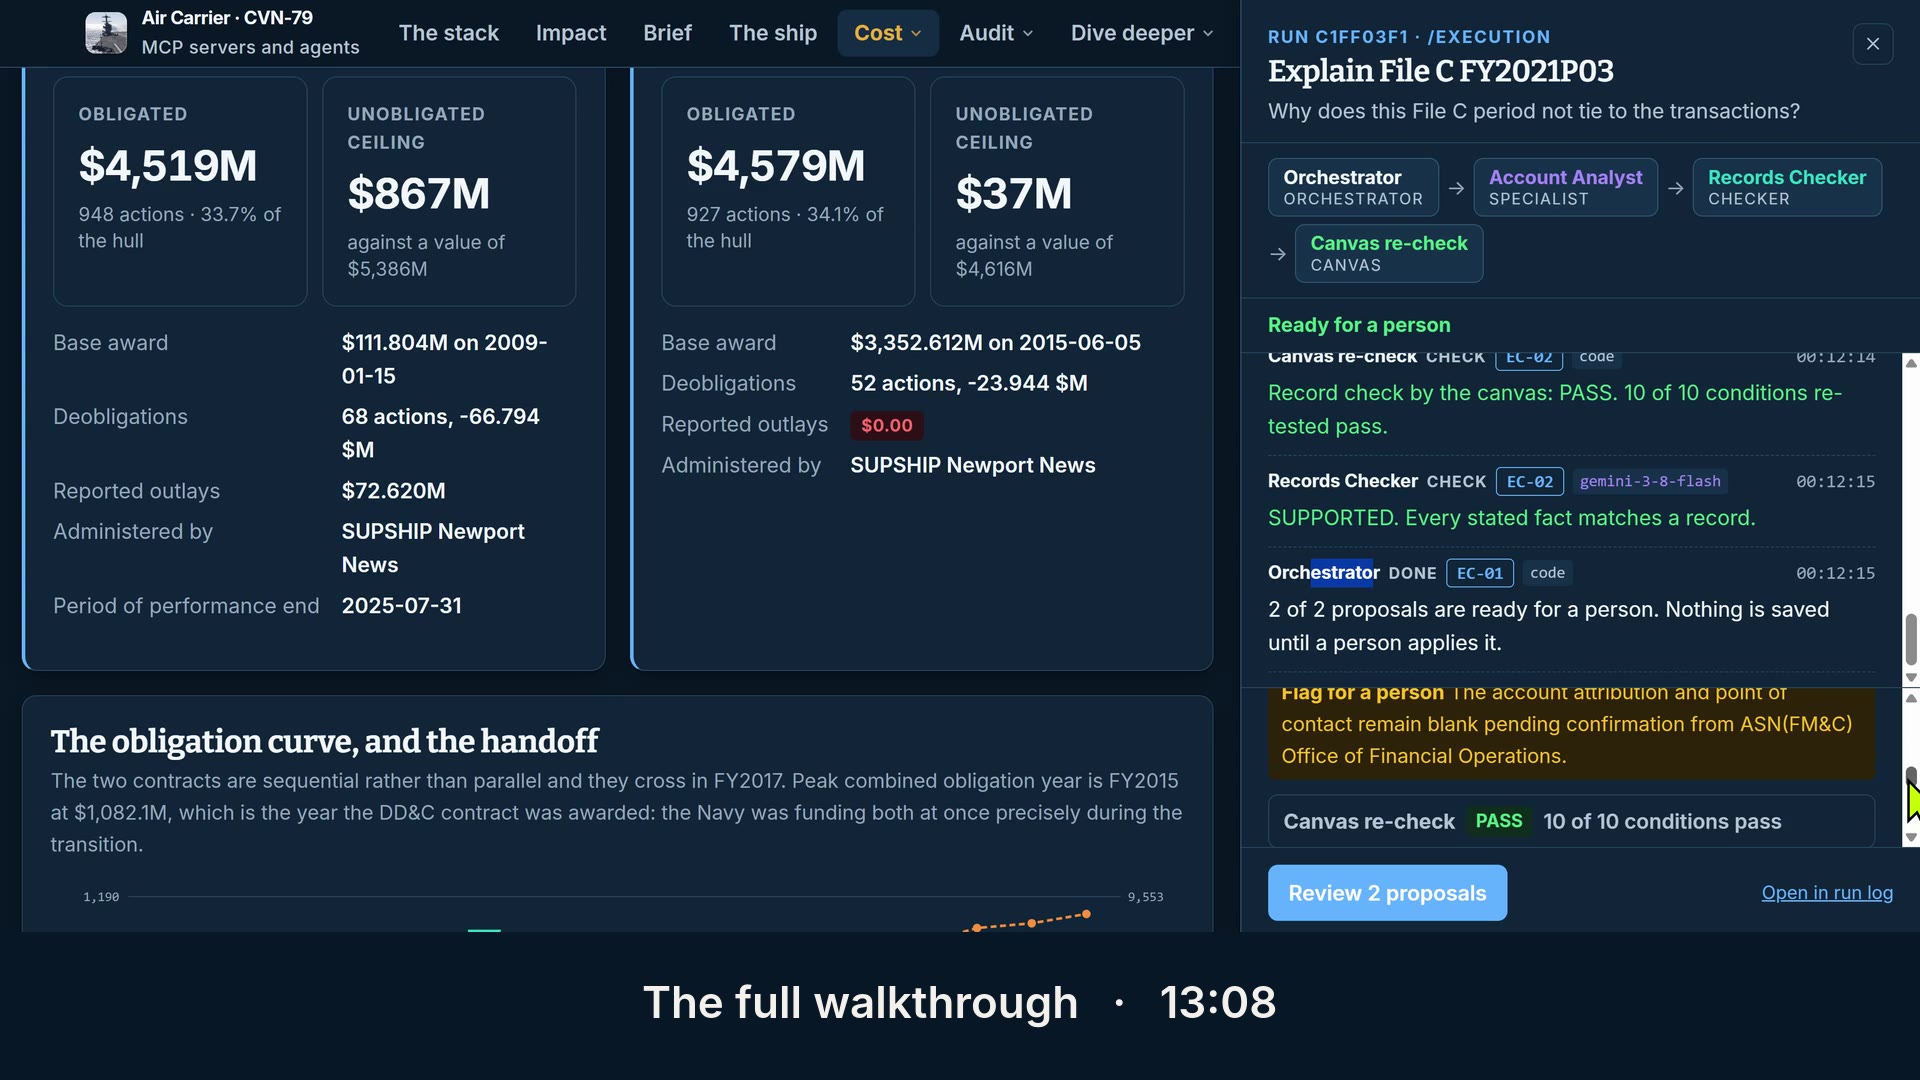 Air Carrier · CVN-79
MCP servers and agents
The stack
Impact
Brief
The ship
Cost
Audit
Dive deeper
OBLIGATED
$4,519M
948 actions · 33.7% of
the hull
UNOBLIGATED
CEILING
$867M
against a value of
$5,386M
Base award
$111.804M on 2009-
01-15
Deobligations
68 actions, -66.794
$M
Reported outlays
$72.620M
Administered by
SUPSHIP Newport
News
Period of performance end
2025-07-31
OBLIGATED
$4,579M
927 actions · 34.1% of
the hull
UNOBLIGATED
CEILING
$37M
against a value of
$4,616M
Base award
$3,352.612M on 2015-06-05
Deobligations
52 actions, -23.944 $M
Reported outlays
$0.00
Administered by
SUPSHIP Newport News
The obligation curve, and the handoff
The two contracts are sequential rather than parallel and they cross in FY2017. Peak combined obligation year is FY2015
at $1,082.1M, which is the year the DD&C contract was awarded: the Navy was funding both at once precisely during the
transition.
1,190
9,553
RUN C1FF03F1 · /EXECUTION
Explain File C FY2021P03
Why does this File C period not tie to the transactions?
Orchestrator
ORCHESTRATOR
→
Account Analyst
SPECIALIST
→
Records Checker
CHECKER
→
Canvas re-check
CANVAS
Ready for a person
Canvas re-check CHECK EC-02 code 00:12:14
Record check by the canvas: PASS. 10 of 10 conditions re-
tested pass.
Records Checker CHECK EC-02 gemini-3-8-flash 00:12:15
SUPPORTED. Every stated fact matches a record.
Orchestrator DONE EC-01 code 00:12:15
2 of 2 proposals are ready for a person. Nothing is saved
until a person applies it.
Flag for a person The account attribution and point of
contact remain blank pending confirmation from ASN(FM&C)
Office of Financial Operations.
Canvas re-check PASS 10 of 10 conditions pass
Review 2 proposals
Open in run log
The full walkthrough · 13:08